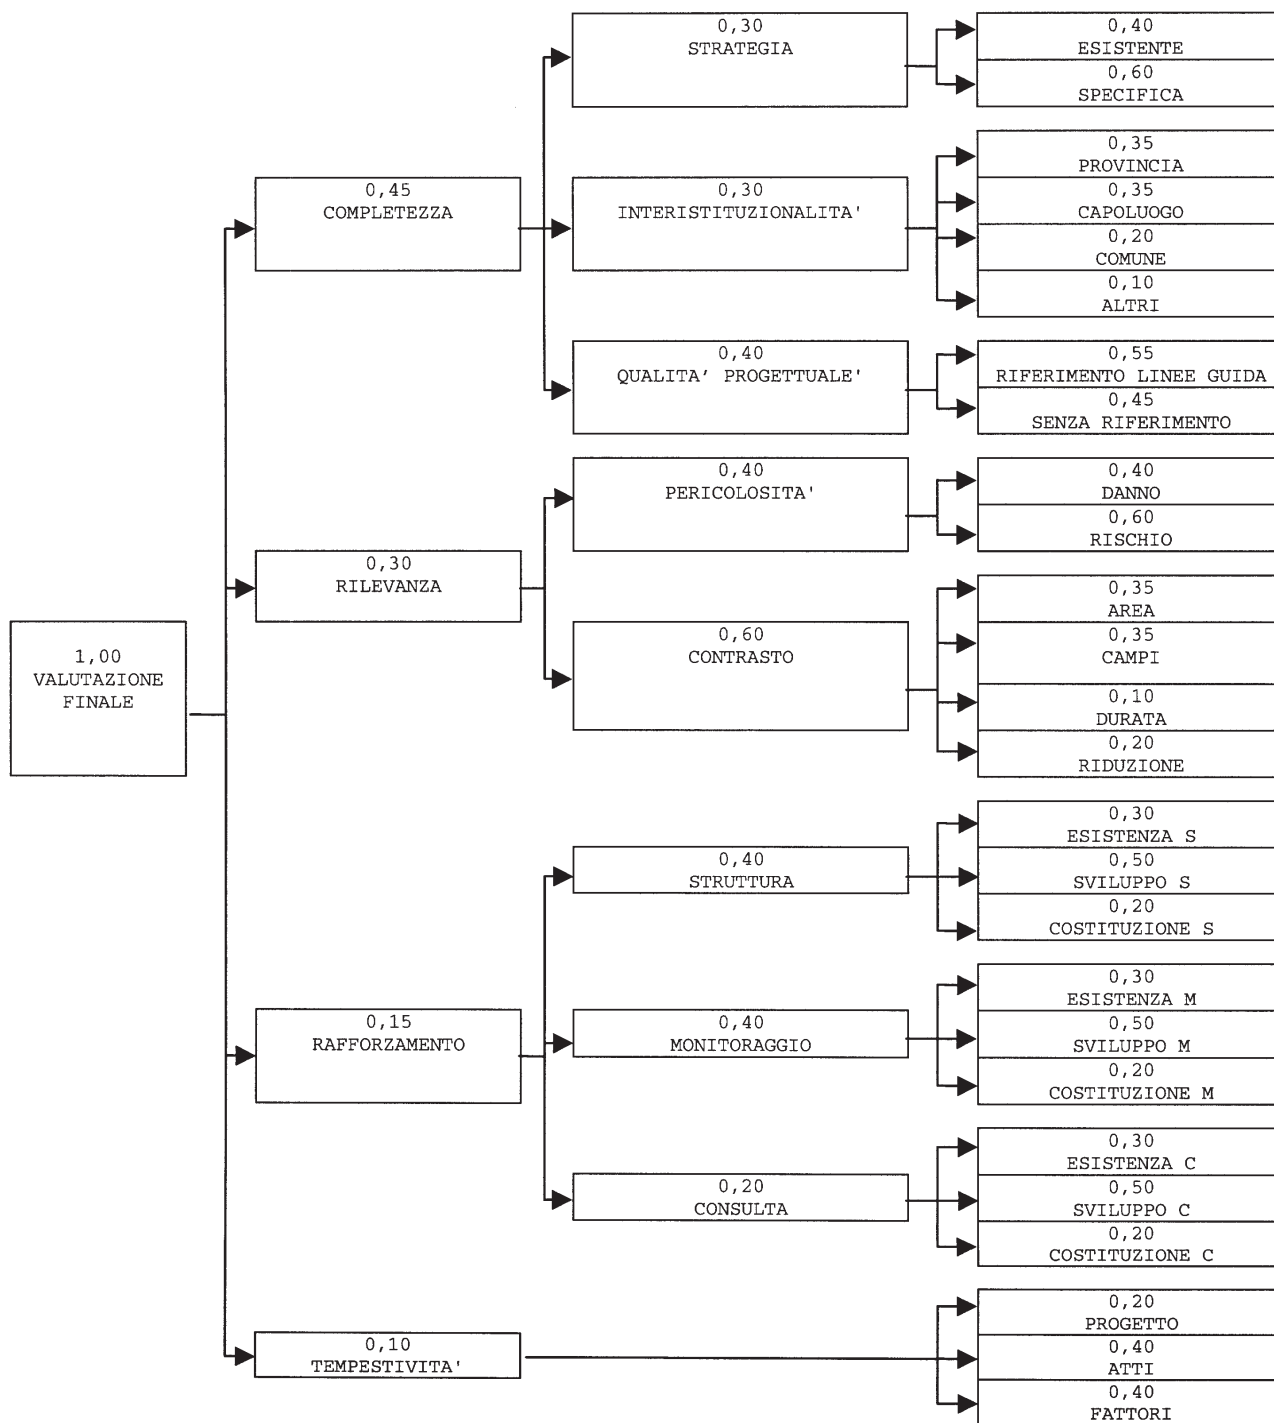 1,00
VALUTAZIONE
FINALE
0,45
COMPLETEZZA
0,30
STRATEGIA
0,40
ESISTENTE
0,60
SPECIFICA
0,30
INTERISTITUZIONALITA'
0,35
PROVINCIA
0,35
CAPOLUOGO
0,20
COMUNE
0,10
ALTRI
0,40
QUALITA' PROGETTUALE'
0,55
RIFERIMENTO LINEE GUIDA
0,45
SENZA RIFERIMENTO
0,30
RILEVANZA
0,40
PERICOLOSITA'
0,40
DANNO
0,60
RISCHIO
0,60
CONTRASTO
0,35
AREA
0,35
CAMPI
0,10
DURATA
0,20
RIDUZIONE
0,15
RAFFORZAMENTO
0,40
STRUTTURA
0,30
ESISTENZA S
0,50
SVILUPPO S
0,20
COSTITUZIONE S
0,40
MONITORAGGIO
0,30
ESISTENZA M
0,50
SVILUPPO M
0,20
COSTITUZIONE M
0,20
CONSULTA
0,30
ESISTENZA C
0,50
SVILUPPO C
0,20
COSTITUZIONE C
0,10
TEMPESTIVITA'
0,20
PROGETTO
0,40
ATTI
0,40
FATTORI